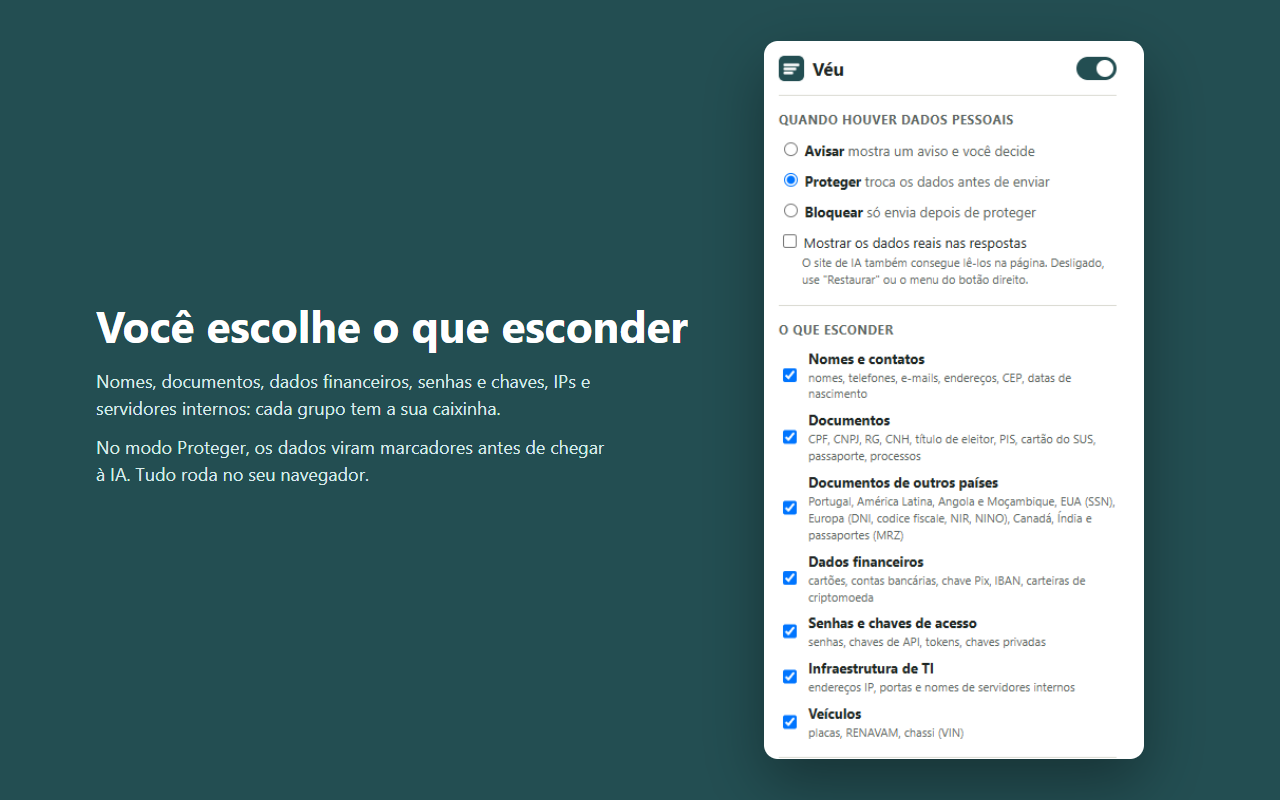 Você escolhe o que esconder
Nomes, documentos, dados financeiros, senhas e chaves, IPs e
servidores internos: cada grupo tem a sua caixinha.
No modo Proteger, os dados viram marcadores antes de chegar
à IA. Tudo roda no seu navegador.
Véu
QUANDO HOUVER DADOS PESSOAIS
Avisar mostra um aviso e você decide
Proteger troca os dados antes de enviar
Bloquear só envia depois de proteger
Mostrar os dados reais nas respostas
O site de IA também consegue lê-los na página. Desligado,
use "Restaurar" ou o menu do botão direito.
O QUE ESCONDER
Nomes e contatos
nomes, telefones, e-mails, endereços, CEP, datas de
nascimento
Documentos
CPF, CNPJ, RG, CNH, título de eleitor, PIS, cartão do SUS,
passaporte, processos
Documentos de outros países
Portugal, América Latina, Angola e Moçambique, EUA (SSN),
Europa (DNI, codice fiscale, NIR, NINO), Canadá, Índia e
passaportes (MRZ)
Dados financeiros
cartões, contas bancárias, chave Pix, IBAN, carteiras de
criptomoeda
Senhas e chaves de acesso
senhas, chaves de API, tokens, chaves privadas
Infraestrutura de TI
endereços IP, portas e nomes de servidores internos
Veículos
placas, RENAVAM, chassi (VIN)